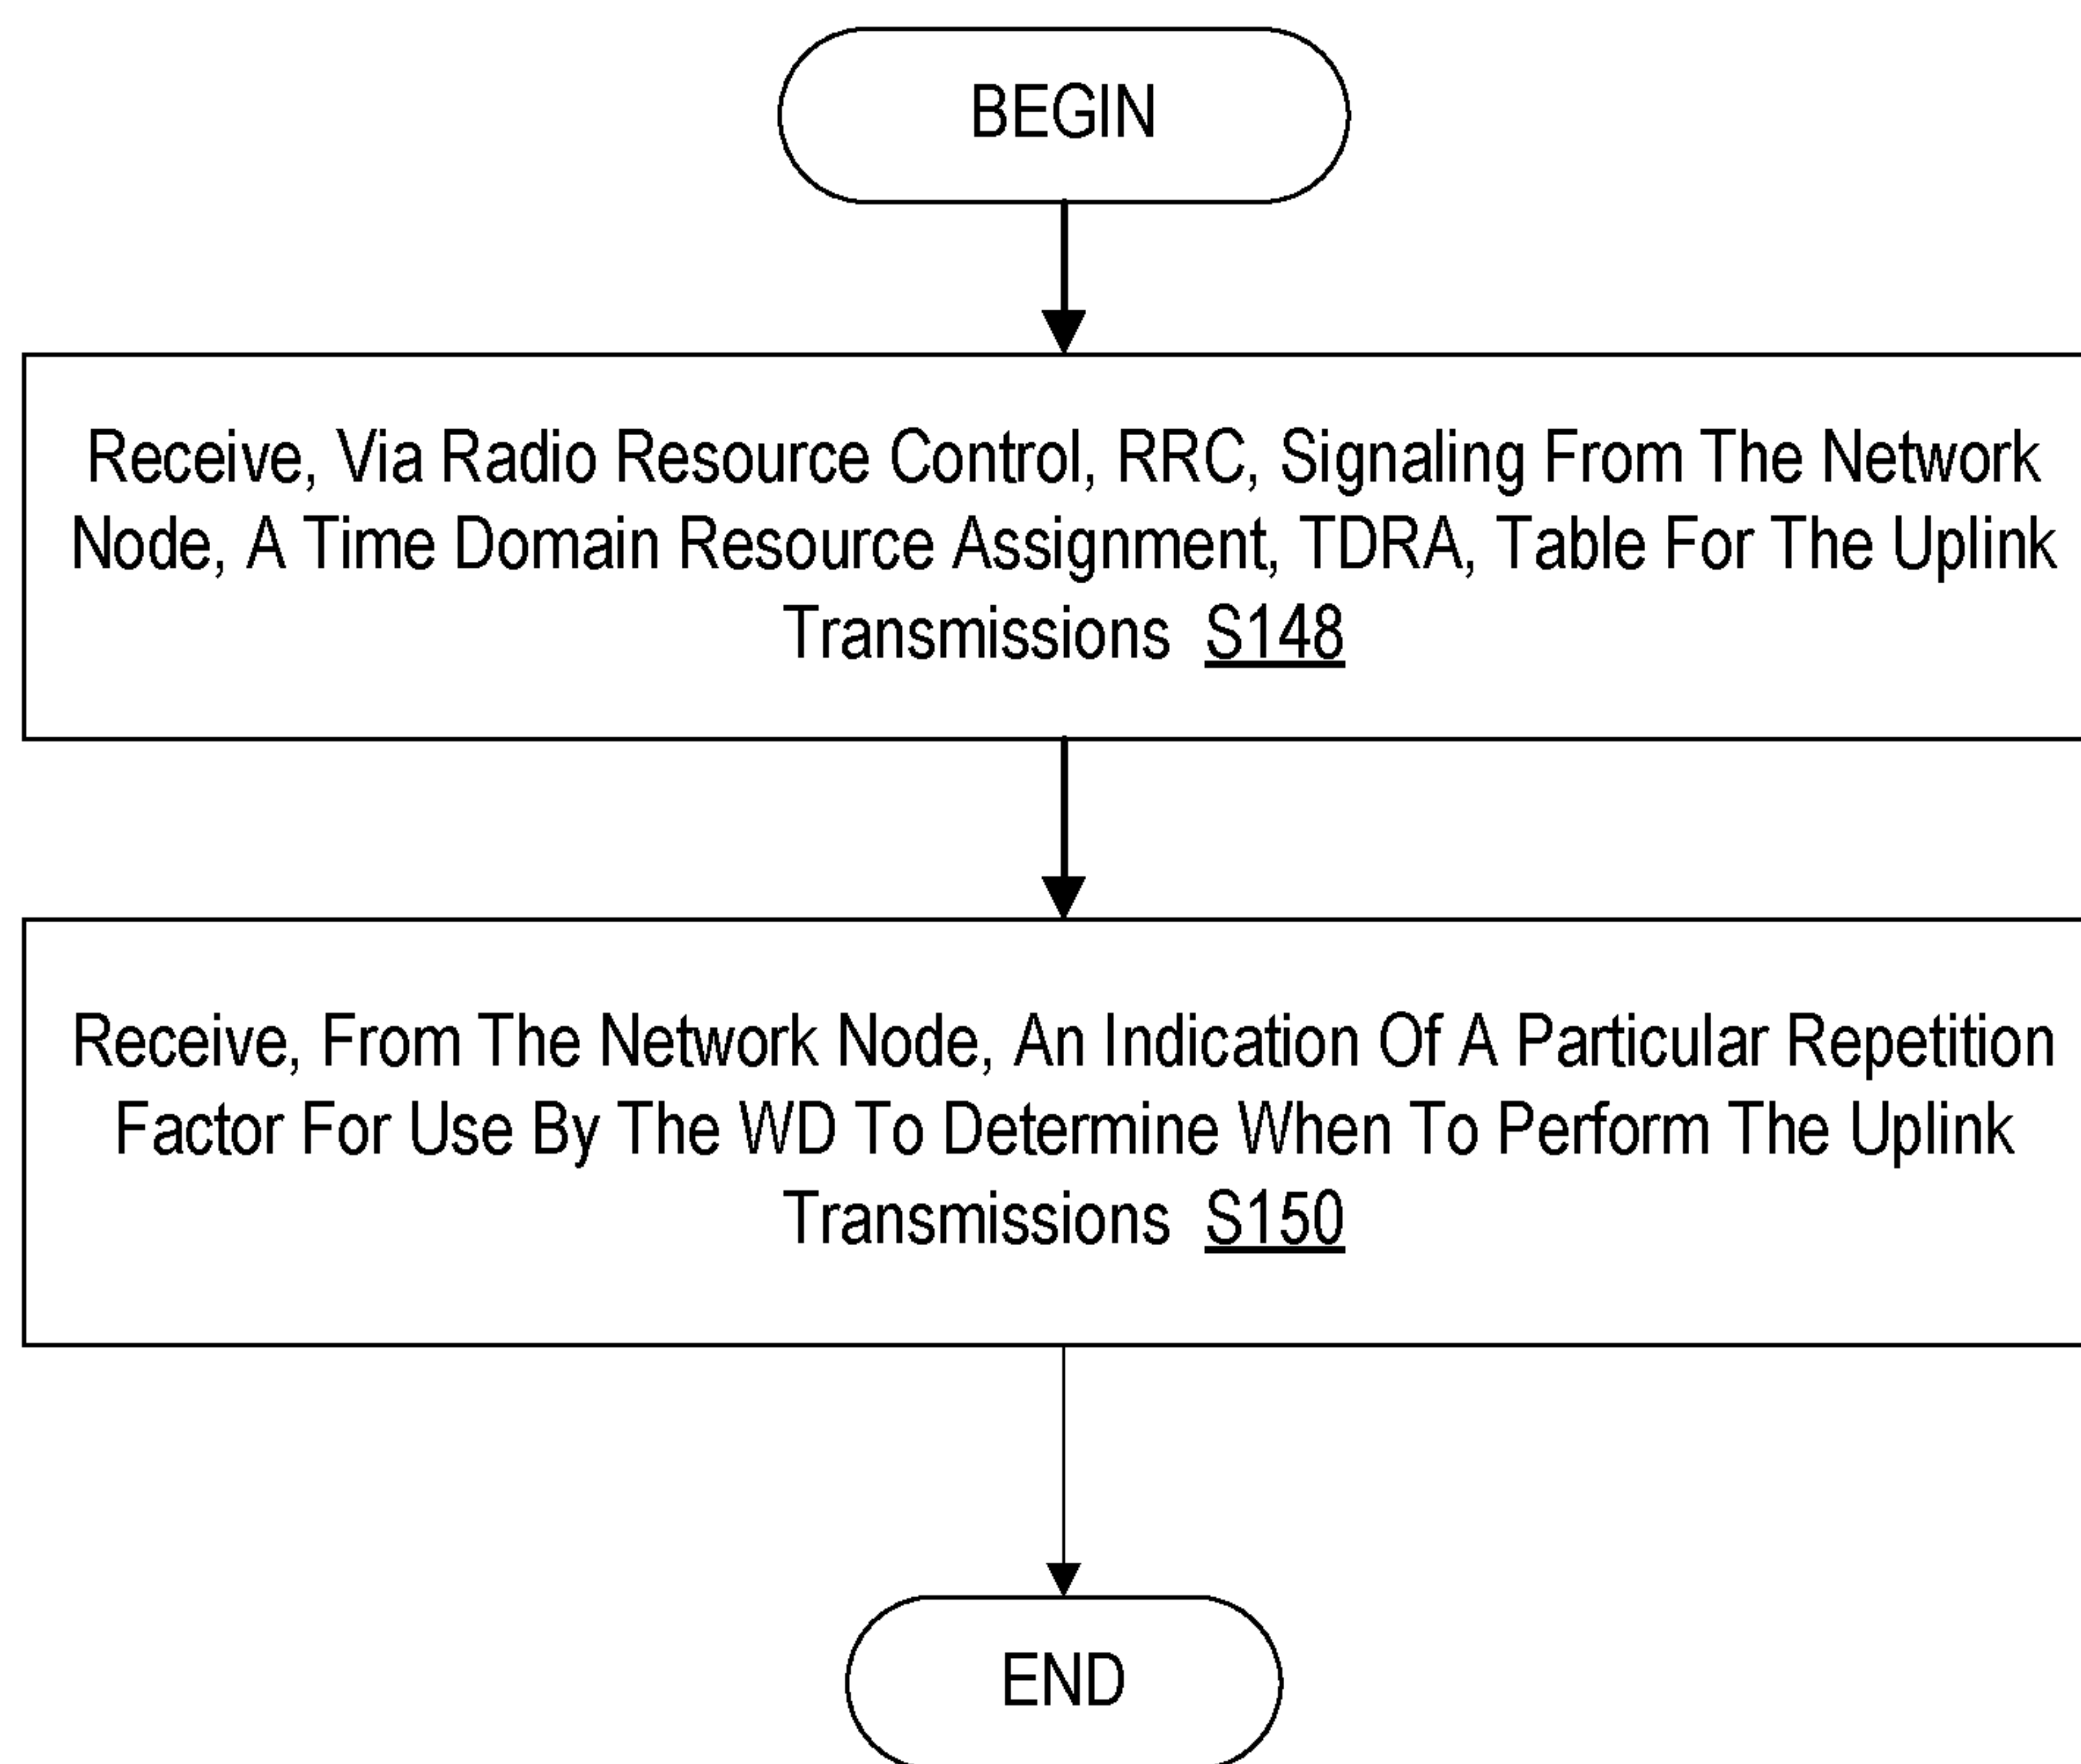 BEGIN
Receive, Via Radio Resource Control, RRC, Signaling From The Network
Node, A Time Domain Resource Assignment, TDRA, Table For The Uplink
Transmissions S148
Receive, From The Network Node, An Indication Of A Particular Repetition
Factor For Use By The WD To Determine When To Perform The Uplink
Transmissions S150
END